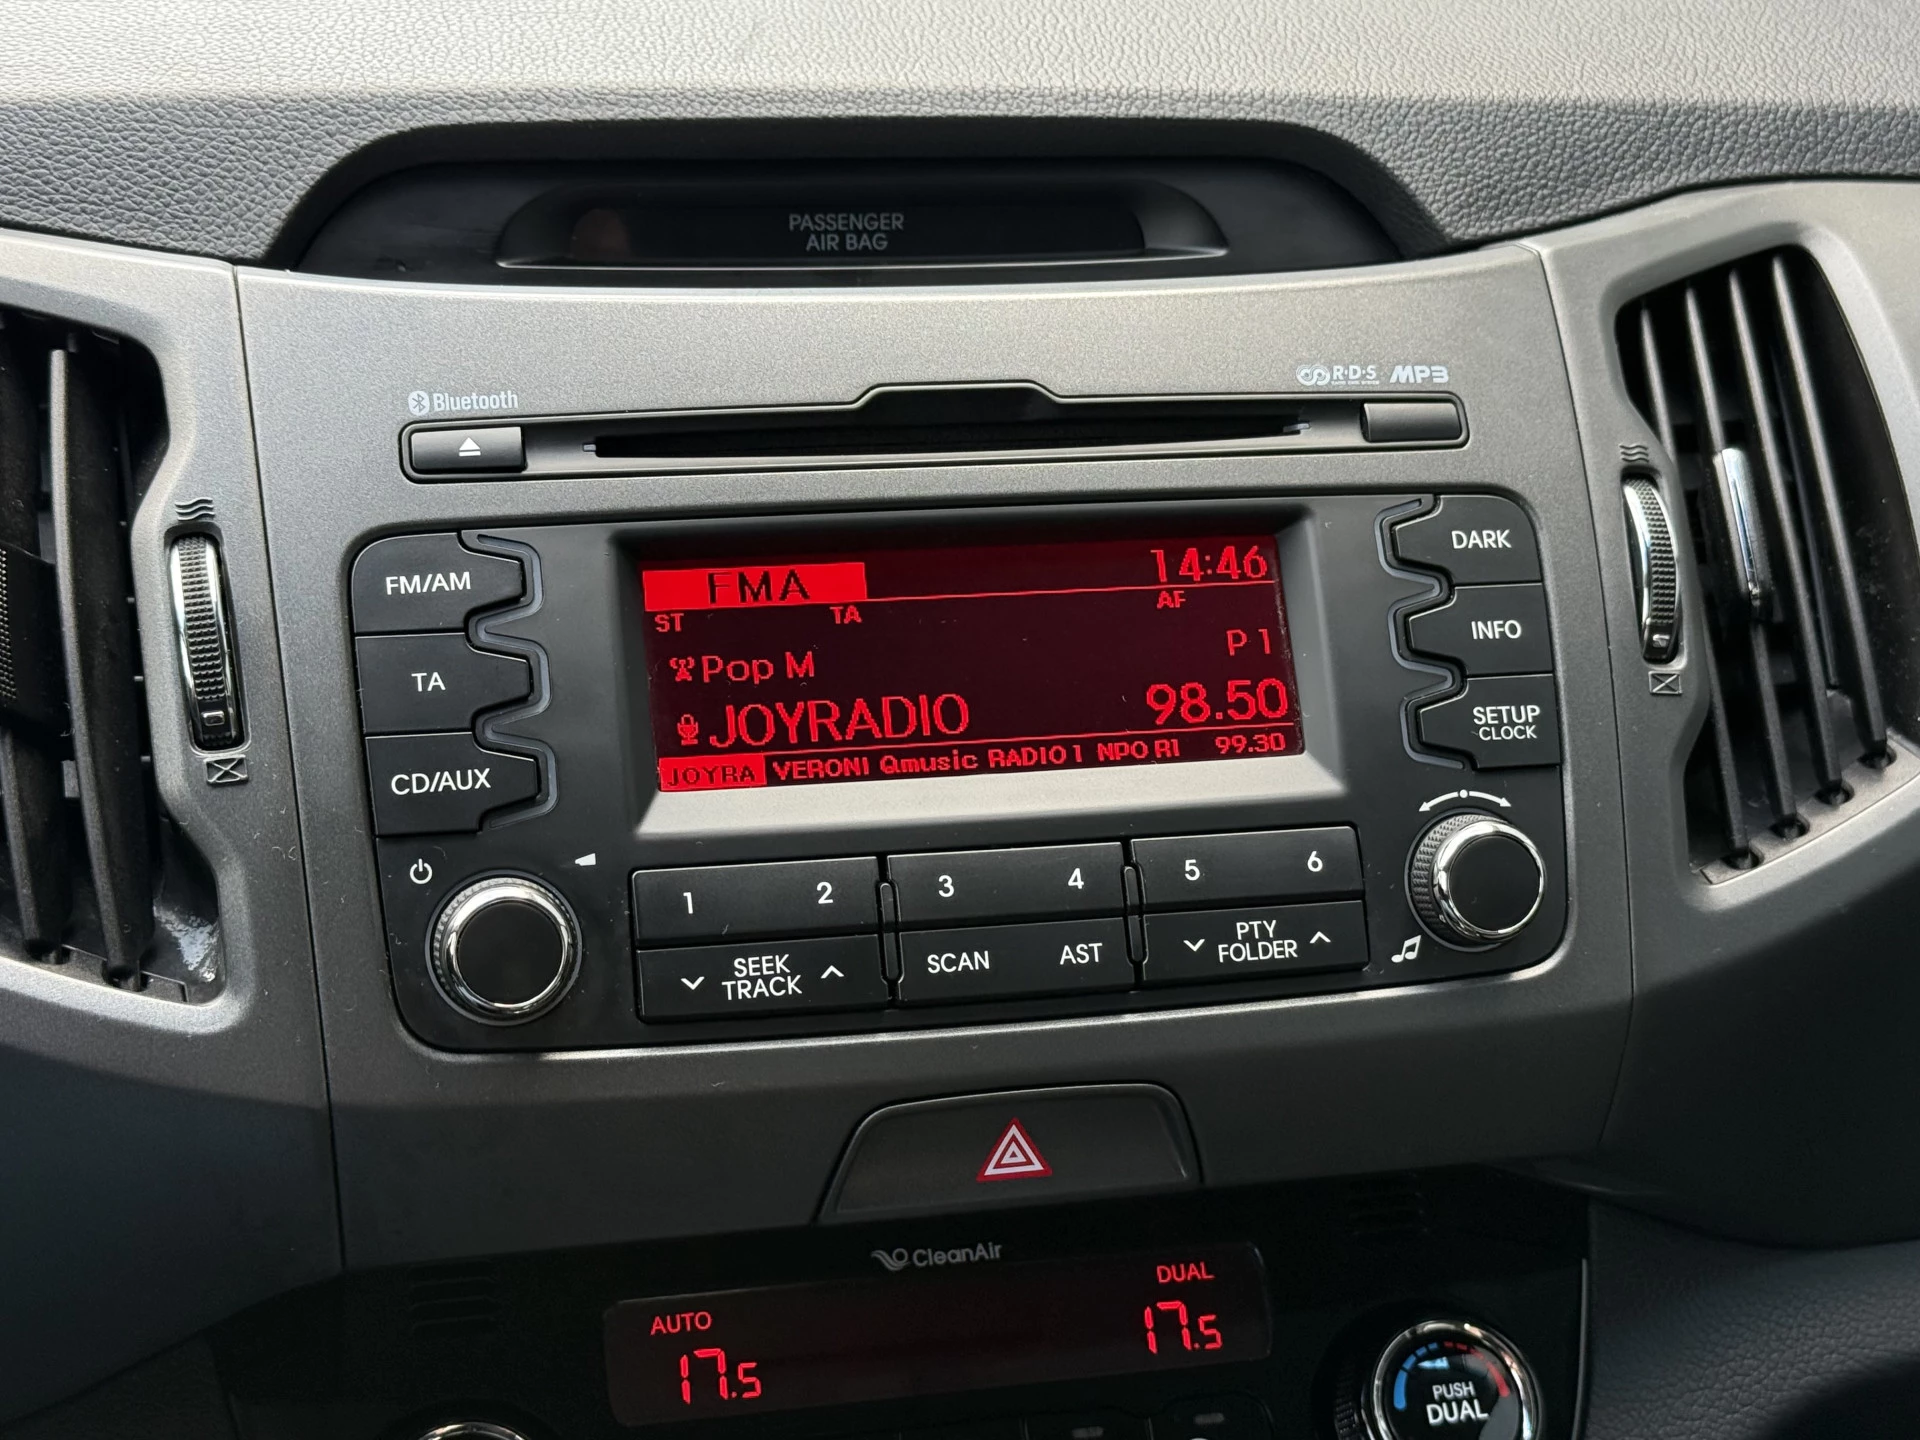 PASSENGER
AIR BAG
Bluetooth
R·D·S MP3
FM/AM
TA
CD/AUX
FMA 14:46
ST TA AF
P 1
Pop M
JOYRADIO 98.50
JOYRA VERONI Qmusic RADIO 1 NPO R1 99.30
DARK
INFO
SETUP
CLOCK
1 2 3 4 5 6
SEEK
TRACK
SCAN AST
PTY
FOLDER
CleanAir
AUTO DUAL
17.5 17.5
PUSH
DUAL